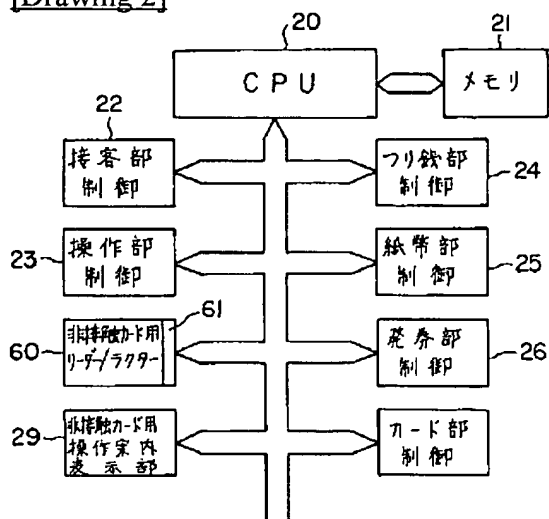 [Drawing 2]
20
21
CPU
メモリ
22
接客部
制御
つり銭部
制御
24
23
操作部
制御
紙幣部
制御
25
61
60
非接触カード用
リーダー/ラクター
発券部
制御
26
29
非接触カード用
操作案内
表示部
カード部
制御